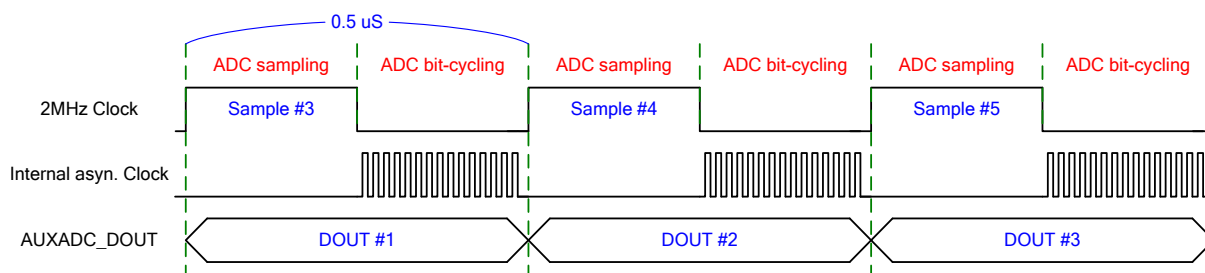 0.5 uS
ADC sampling ADC bit-cycling ADC sampling ADC bit-cycling ADC sampling ADC bit-cycling
2MHz Clock Sample #3 Sample #4 Sample #5
Internal asyn. Clock
AUXADC_DOUT DOUT #1 DOUT #2 DOUT #3